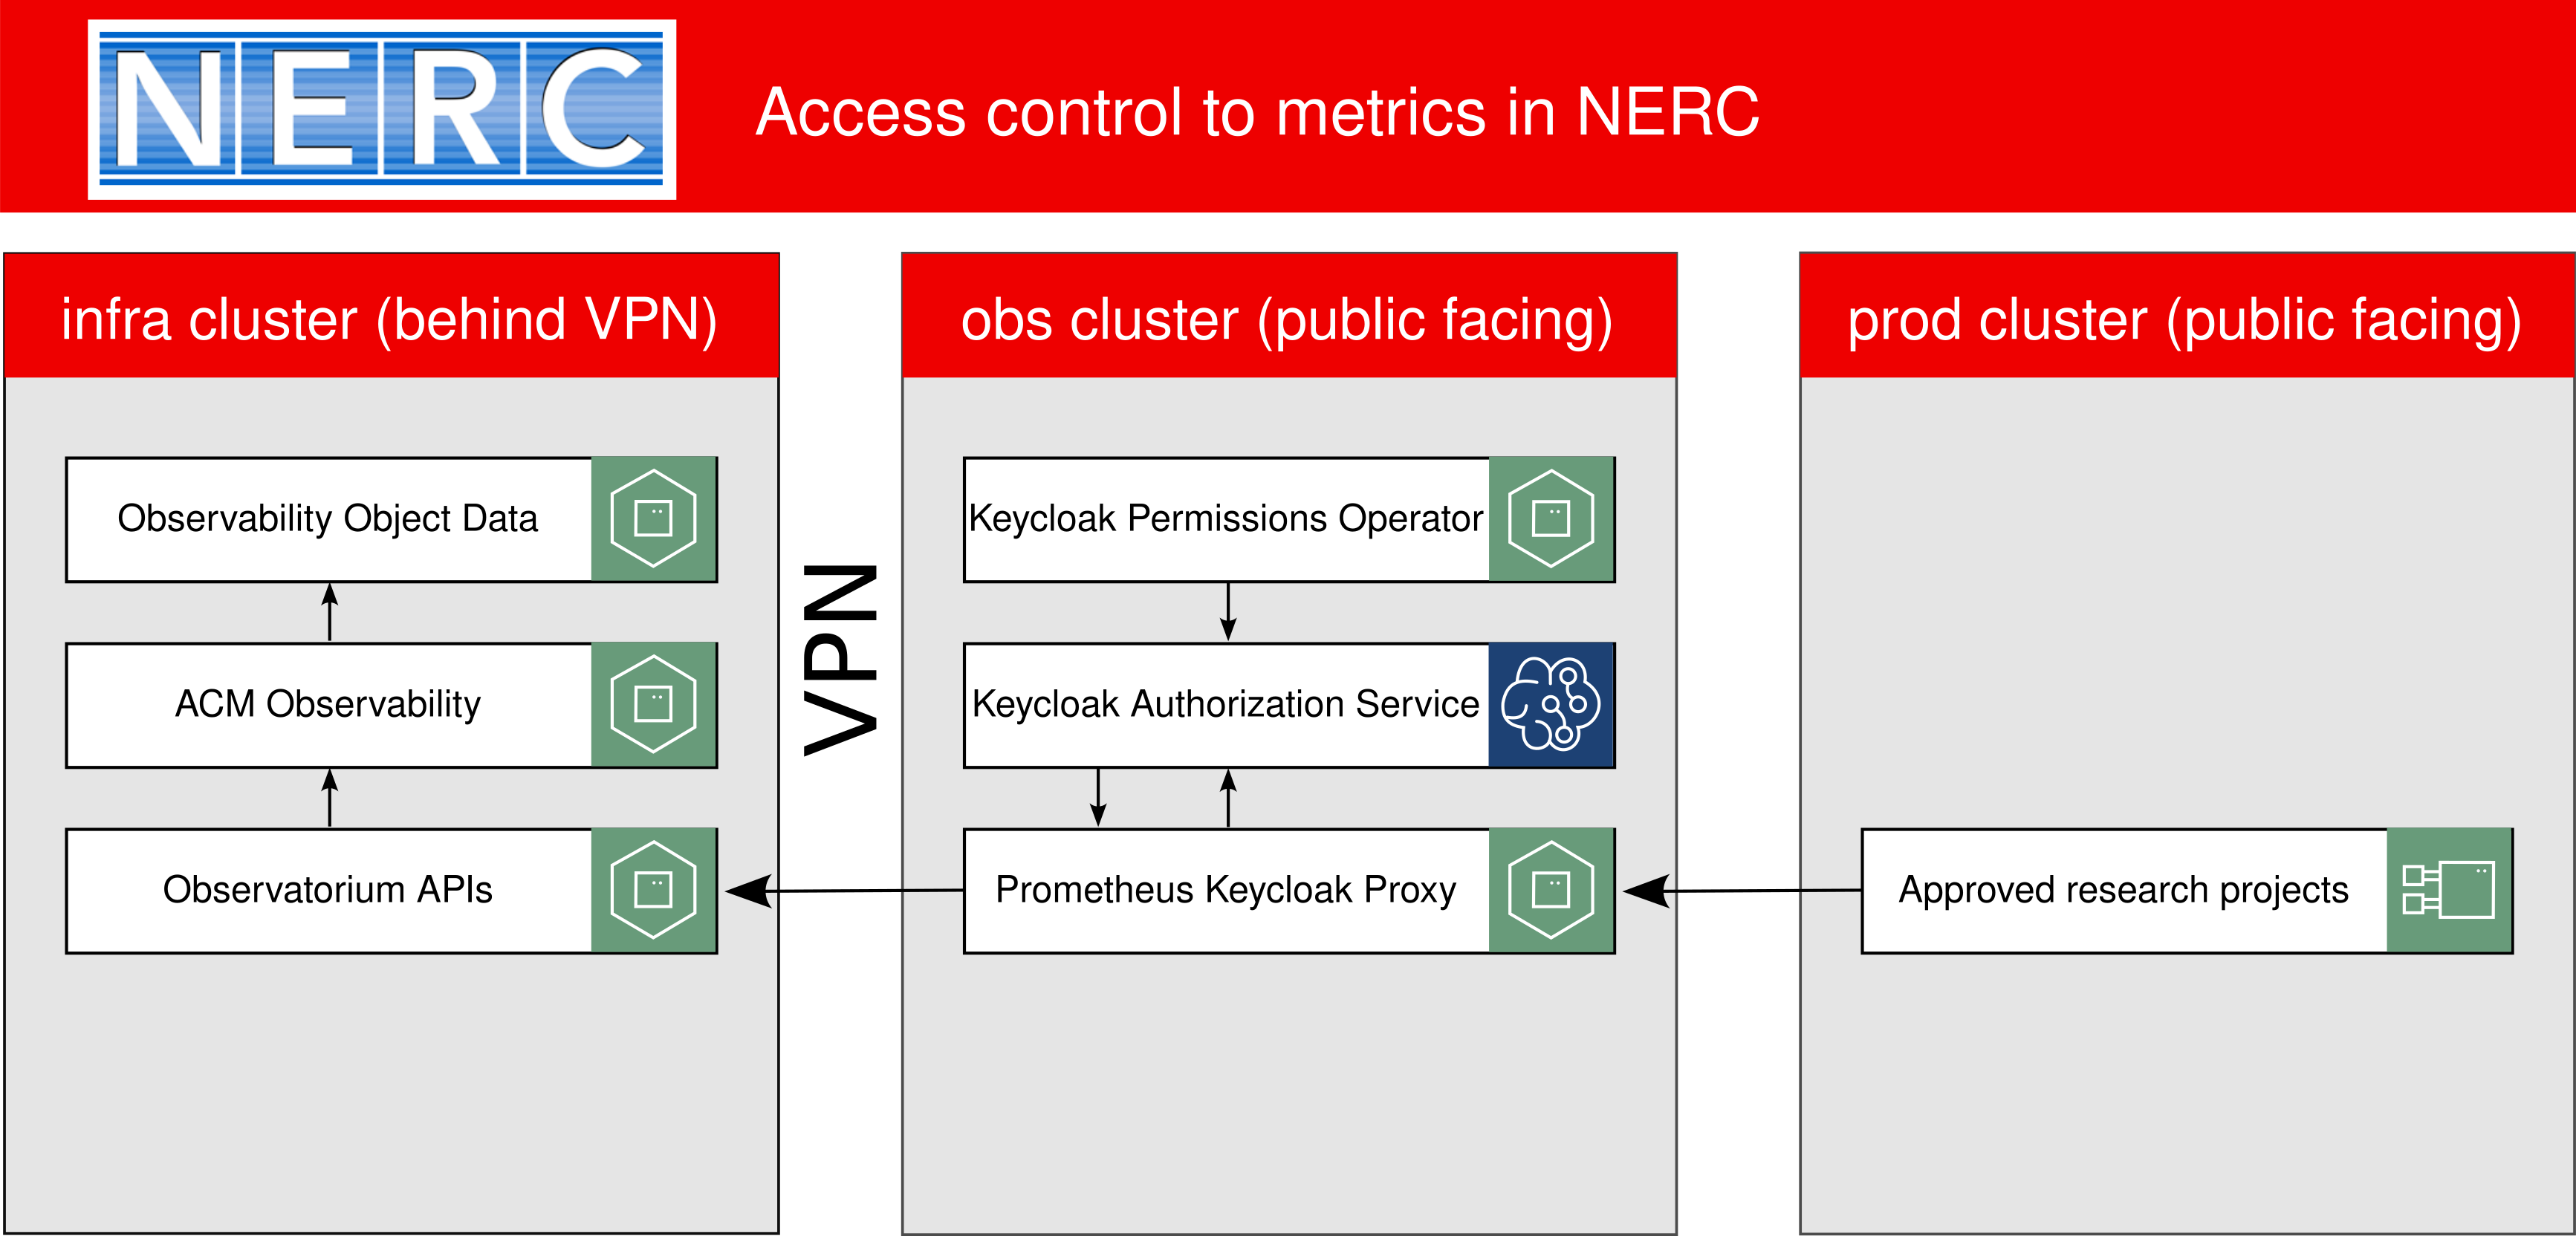 NERC
Access control to metrics in NERC
infra cluster (behind VPN)
Observability Object Data
ACM Observability
Observatorium APIs
VPN
obs cluster (public facing)
Keycloak Permissions Operator
Keycloak Authorization Service
Prometheus Keycloak Proxy
prod cluster (public facing)
Approved research projects